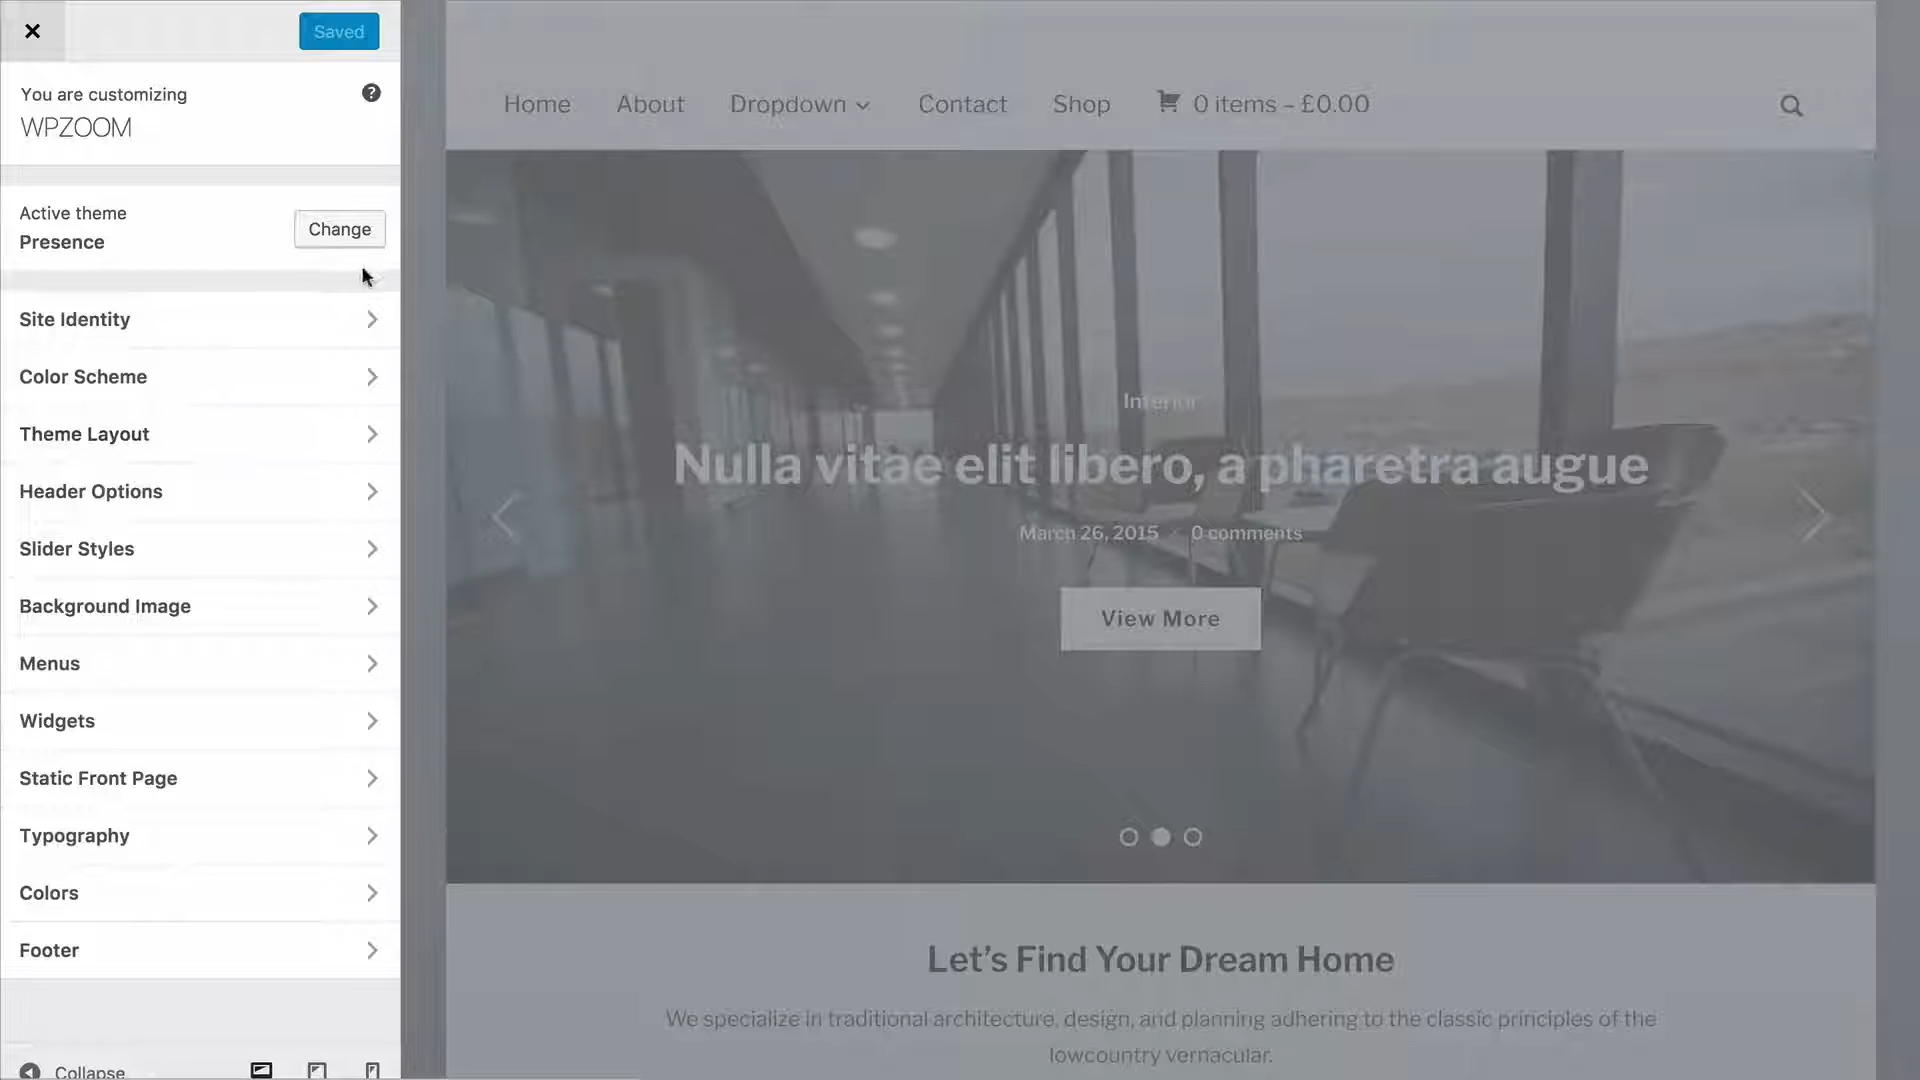 Saved
You are customizing
WPZOOM
Active theme
Presence
Change
Site Identity
Color Scheme
Theme Layout
Header Options
Slider Styles
Background Image
Menus
Widgets
Static Front Page
Typography
Colors
Footer
Collapse
Home About Dropdown Contact Shop 0 items – £0.00
Interior
Nulla vitae elit libero, a pharetra augue
March 26, 2015 0 comments
View More
Let’s Find Your Dream Home
We specialize in traditional architecture, design, and planning adhering to the classic principles of the
lowcountry vernacular.